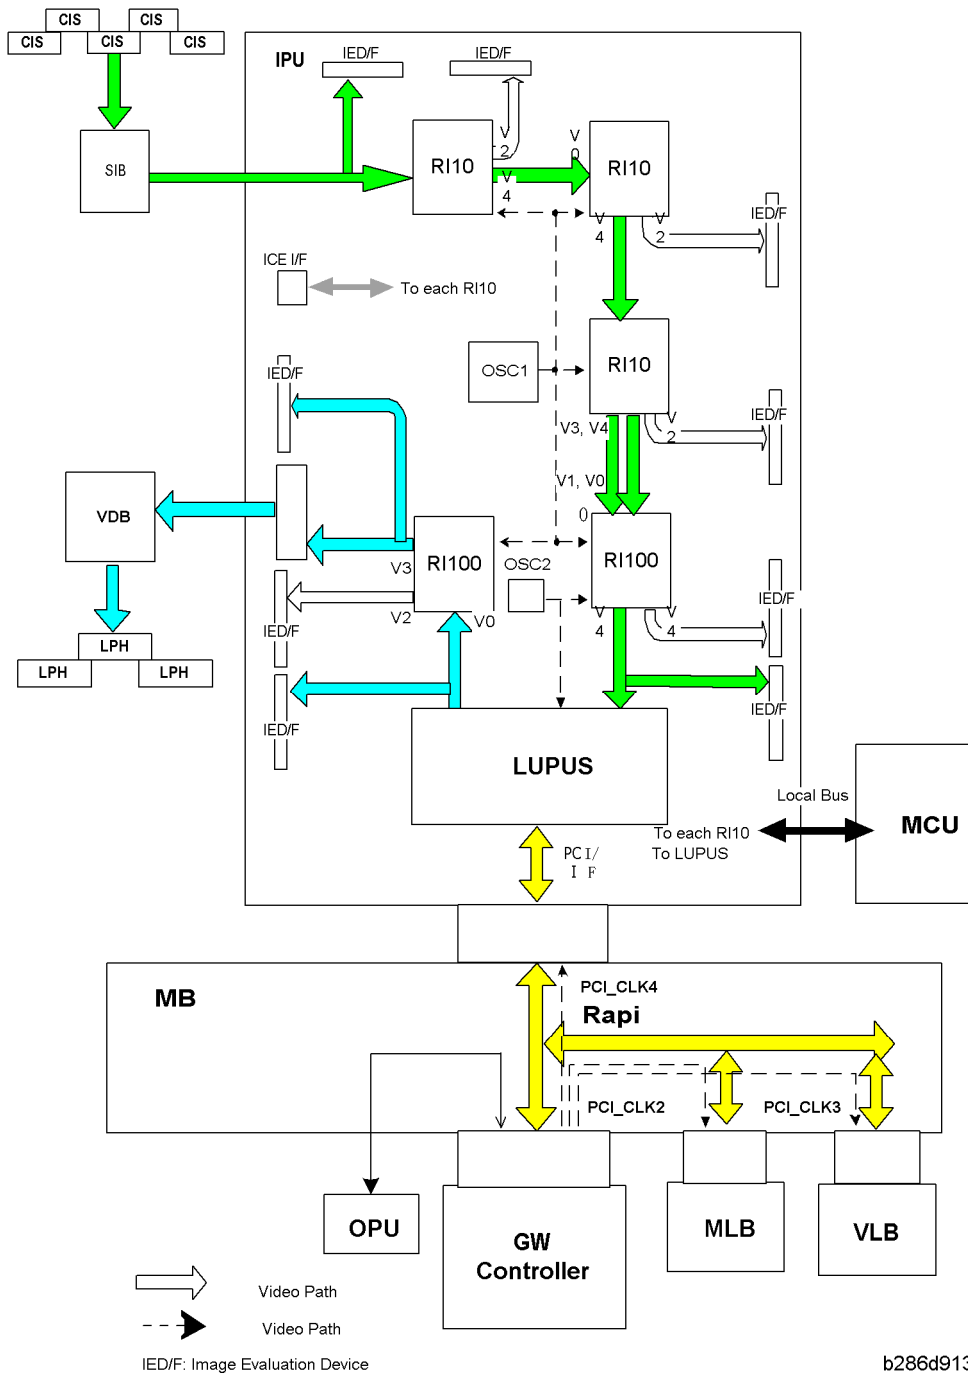 CIS
CIS
CIS
CIS
CIS
SIB
IPU
IED/F
IED/F
RI10
V
2
V
4
V
0
RI10
V
4
V
2
IED/F
ICE I/F
To each RI10
OSC1
RI10
V3, V4
V
2
IED/F
V1, V0
0
IED/F
VDB
V3
RI100
V2
V0
OSC2
RI100
V
4
V
4
IED/F
IED/F
IED/F
IED/F
LPH
LPH
LPH
LUPUS
Local Bus
MCU
To each RI10
To LUPUS
PCI/
I F
MB
PCI_CLK4
Rapi
PCI_CLK2
PCI_CLK3
OPU
GW
Controller
MLB
VLB
Video Path
Video Path
IED/F: Image Evaluation Device
b286d913